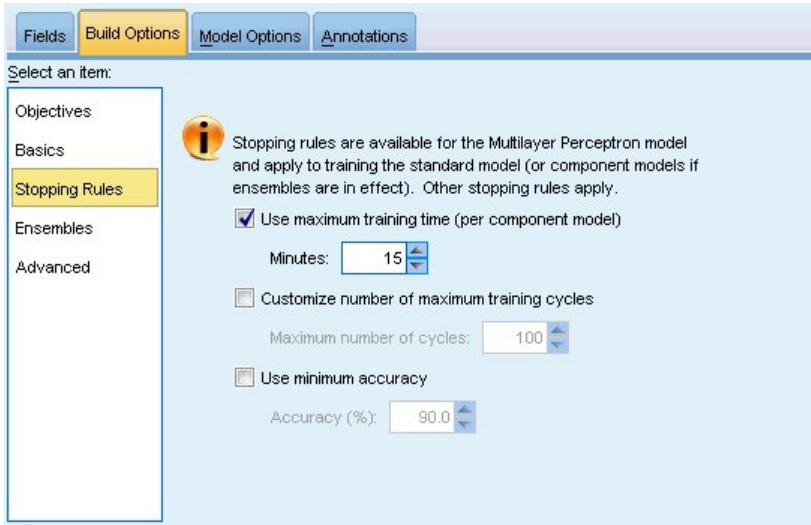 Fields
Build Options
Model Options
Annotations
Select an item:
Objectives
Basics
Stopping Rules
Ensembles
Advanced
Stopping rules are available for the Multilayer Perceptron model
and apply to training the standard model (or component models if
ensembles are in effect).  Other stopping rules apply.
Use maximum training time (per component model)
Minutes: 15
Customize number of maximum training cycles
Maximum number of cycles: 100
Use minimum accuracy
Accuracy (%): 90.0